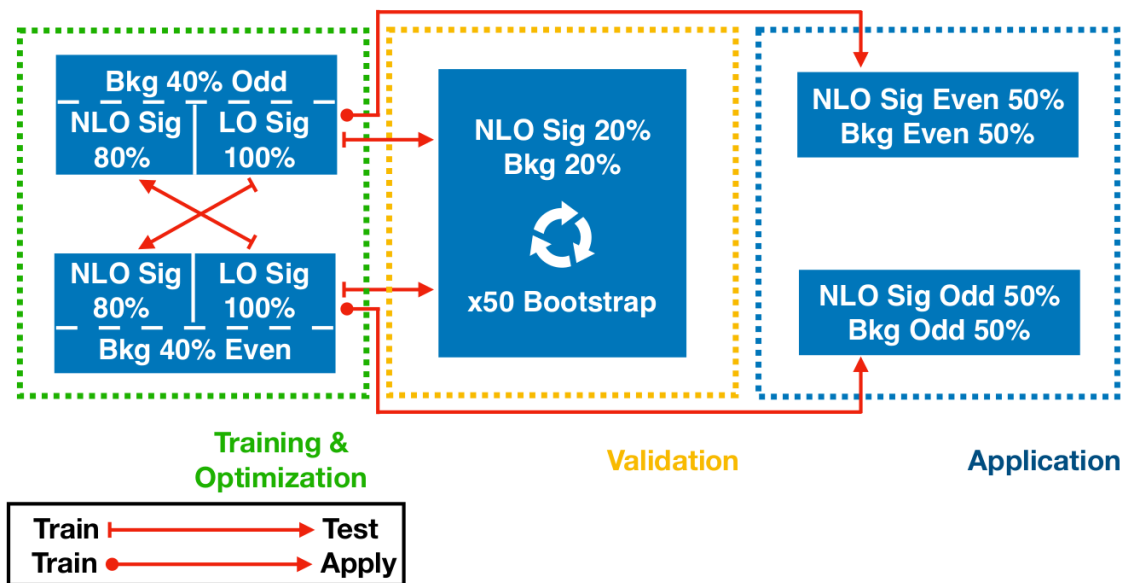 Bkg 40% Odd
NLO Sig
80%
LO Sig
100%
NLO Sig
80%
LO Sig
100%
Bkg 40% Even
NLO Sig 20%
Bkg 20%
x50 Bootstrap
NLO Sig Even 50%
Bkg Even 50%
NLO Sig Odd 50%
Bkg Odd 50%
Training &
Optimization
Validation
Application
Train Test
Train Apply